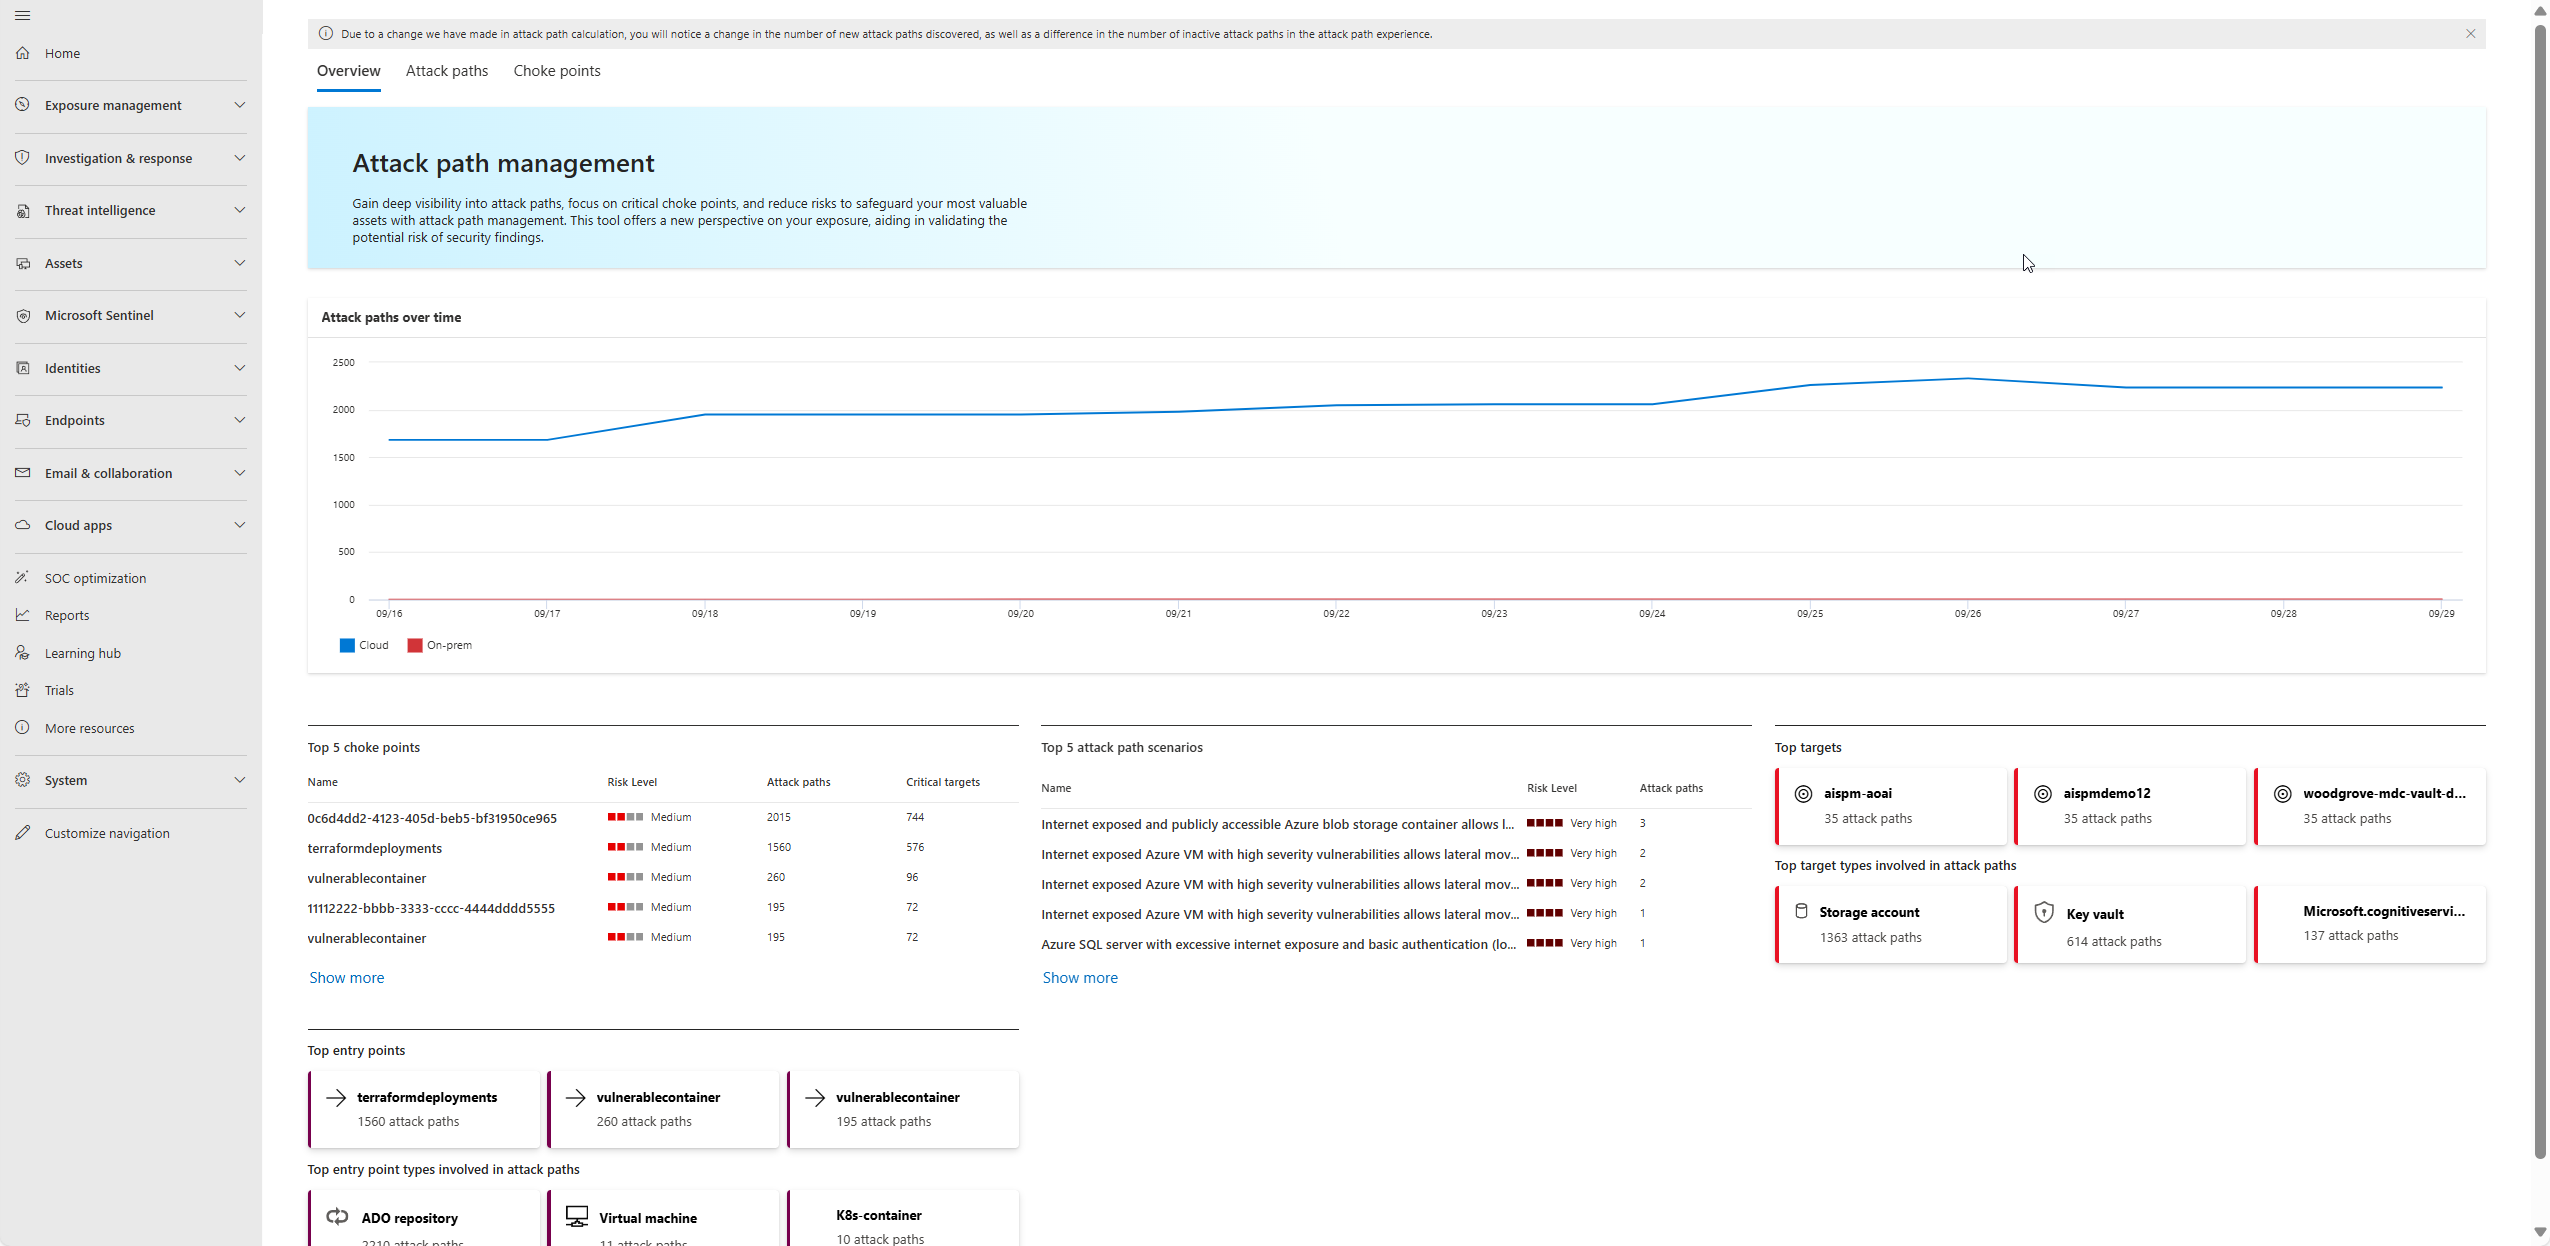 Home
Exposure management
Investigation & response
Threat intelligence
Assets
Microsoft Sentinel
Identities
Endpoints
Email & collaboration
Cloud apps
SOC optimization
Reports
Learning hub
Trials
More resources
System
Customize navigation
Due to a change we have made in attack path calculation, you will notice a change in the number of new attack paths discovered, as well as a difference in the number of inactive attack paths in the attack path experience.
Overview Attack paths Choke points
Attack path management
Gain deep visibility into attack paths, focus on critical choke points, and reduce risks to safeguard your most valuable
assets with attack path management. This tool offers a new perspective on your exposure, aiding in validating the
potential risk of security findings.
Attack paths over time
2500
2000
1500
1000
500
0
09/16 09/17 09/18 09/19 09/20 09/21 09/22 09/23 09/24 09/25 09/26 09/27 09/28 09/29
Cloud On-prem
Top 5 choke points
Name Risk Level Attack paths Critical targets
0c6d4dd2-4123-405d-beb5-bf31950ce965 Medium 2015 744
terraformdeployments Medium 1560 576
vulnerablecontainer Medium 260 96
11112222-bbbb-3333-cccc-4444dddd5555 Medium 195 72
vulnerablecontainer Medium 195 72
Show more
Top 5 attack path scenarios
Name Risk Level Attack paths
Internet exposed and publicly accessible Azure blob storage container allows l... Very high 3
Internet exposed Azure VM with high severity vulnerabilities allows lateral mov... Very high 2
Internet exposed Azure VM with high severity vulnerabilities allows lateral mov... Very high 2
Internet exposed Azure VM with high severity vulnerabilities allows lateral mov... Very high 1
Azure SQL server with excessive internet exposure and basic authentication (lo... Very high 1
Show more
Top targets
aispm-aoai aispmdemo12 woodgrove-mdc-vault-d...
35 attack paths 35 attack paths 35 attack paths
Top target types involved in attack paths
Storage account Key vault Microsoft.cognitiveservi...
1363 attack paths 614 attack paths 137 attack paths
Top entry points
terraformdeployments vulnerablecontainer vulnerablecontainer
1560 attack paths 260 attack paths 195 attack paths
Top entry point types involved in attack paths
ADO repository Virtual machine K8s-container
2210 attack paths 11 attack paths 10 attack paths